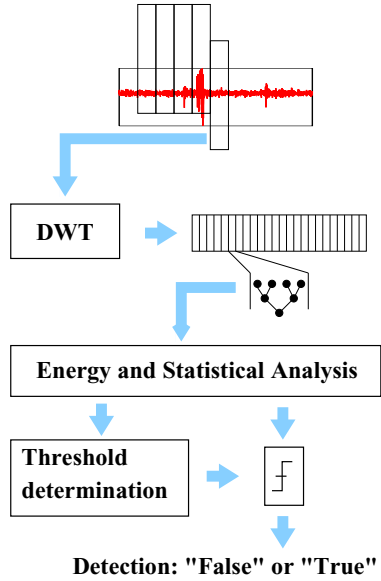 DWT
Energy and Statistical Analysis
Threshold
determination
Detection: "False" or "True"